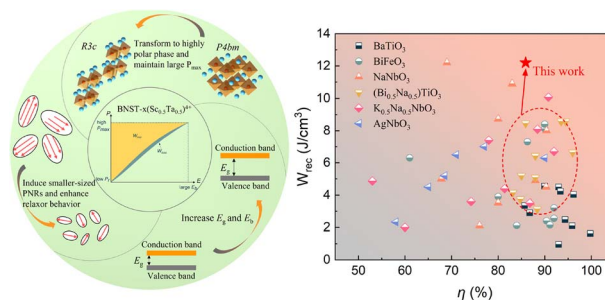 R3c
P4bm
Transform to highly
polar phase and
maintain large Pmax
BNST-x(Sc0.5Ta0.5)4+
P
high
Pmax
Wrec
Wloss
low Pr
E
large Eb
Induce smaller-sized
PNRs and enhance
relaxor behavior
Conduction band
Eg
Valence band
Increase Eg and Eb
Conduction band
Eg
Valence band
Wrec (J/cm3)
14
12
10
8
6
4
2
0
BaTiO3
BiFeO3
NaNbO3
(Bi0.5Na0.5)TiO3
K0.5Na0.5NbO3
AgNbO3
This work
50
60
70
80
90
100
η (%)